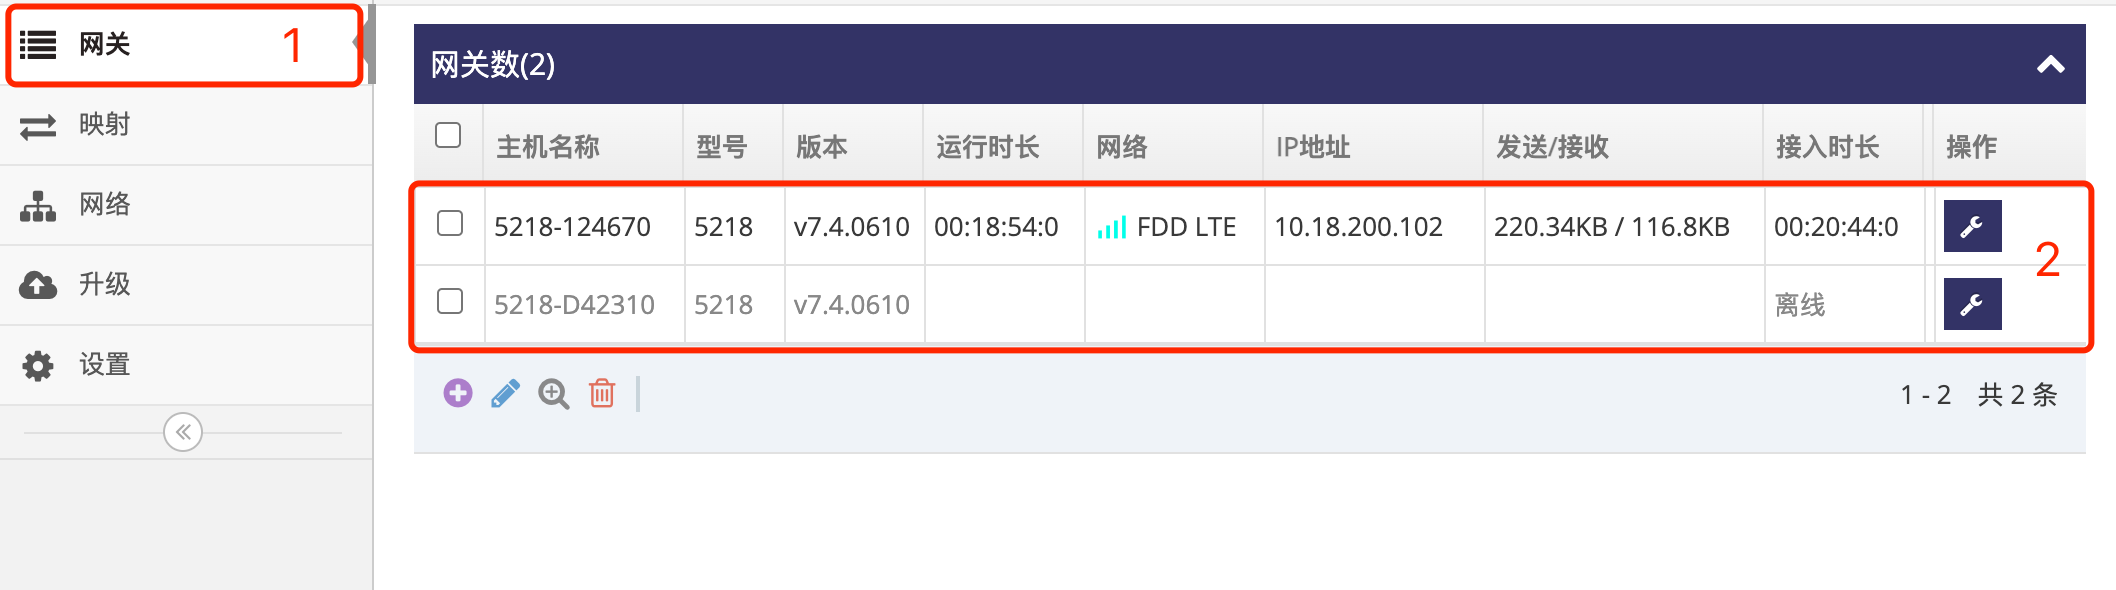 网关 1
映射
网络
升级
设置
网关数(2)
主机名称 型号 版本 运行时长 网络 IP地址 发送/接收 接入时长 操作
5218-124670 5218 v7.4.0610 00:18:54:0 FDD LTE 10.18.200.102 220.34KB / 116.8KB 00:20:44:0
2
5218-D42310 5218 v7.4.0610 离线
1 - 2 共 2 条